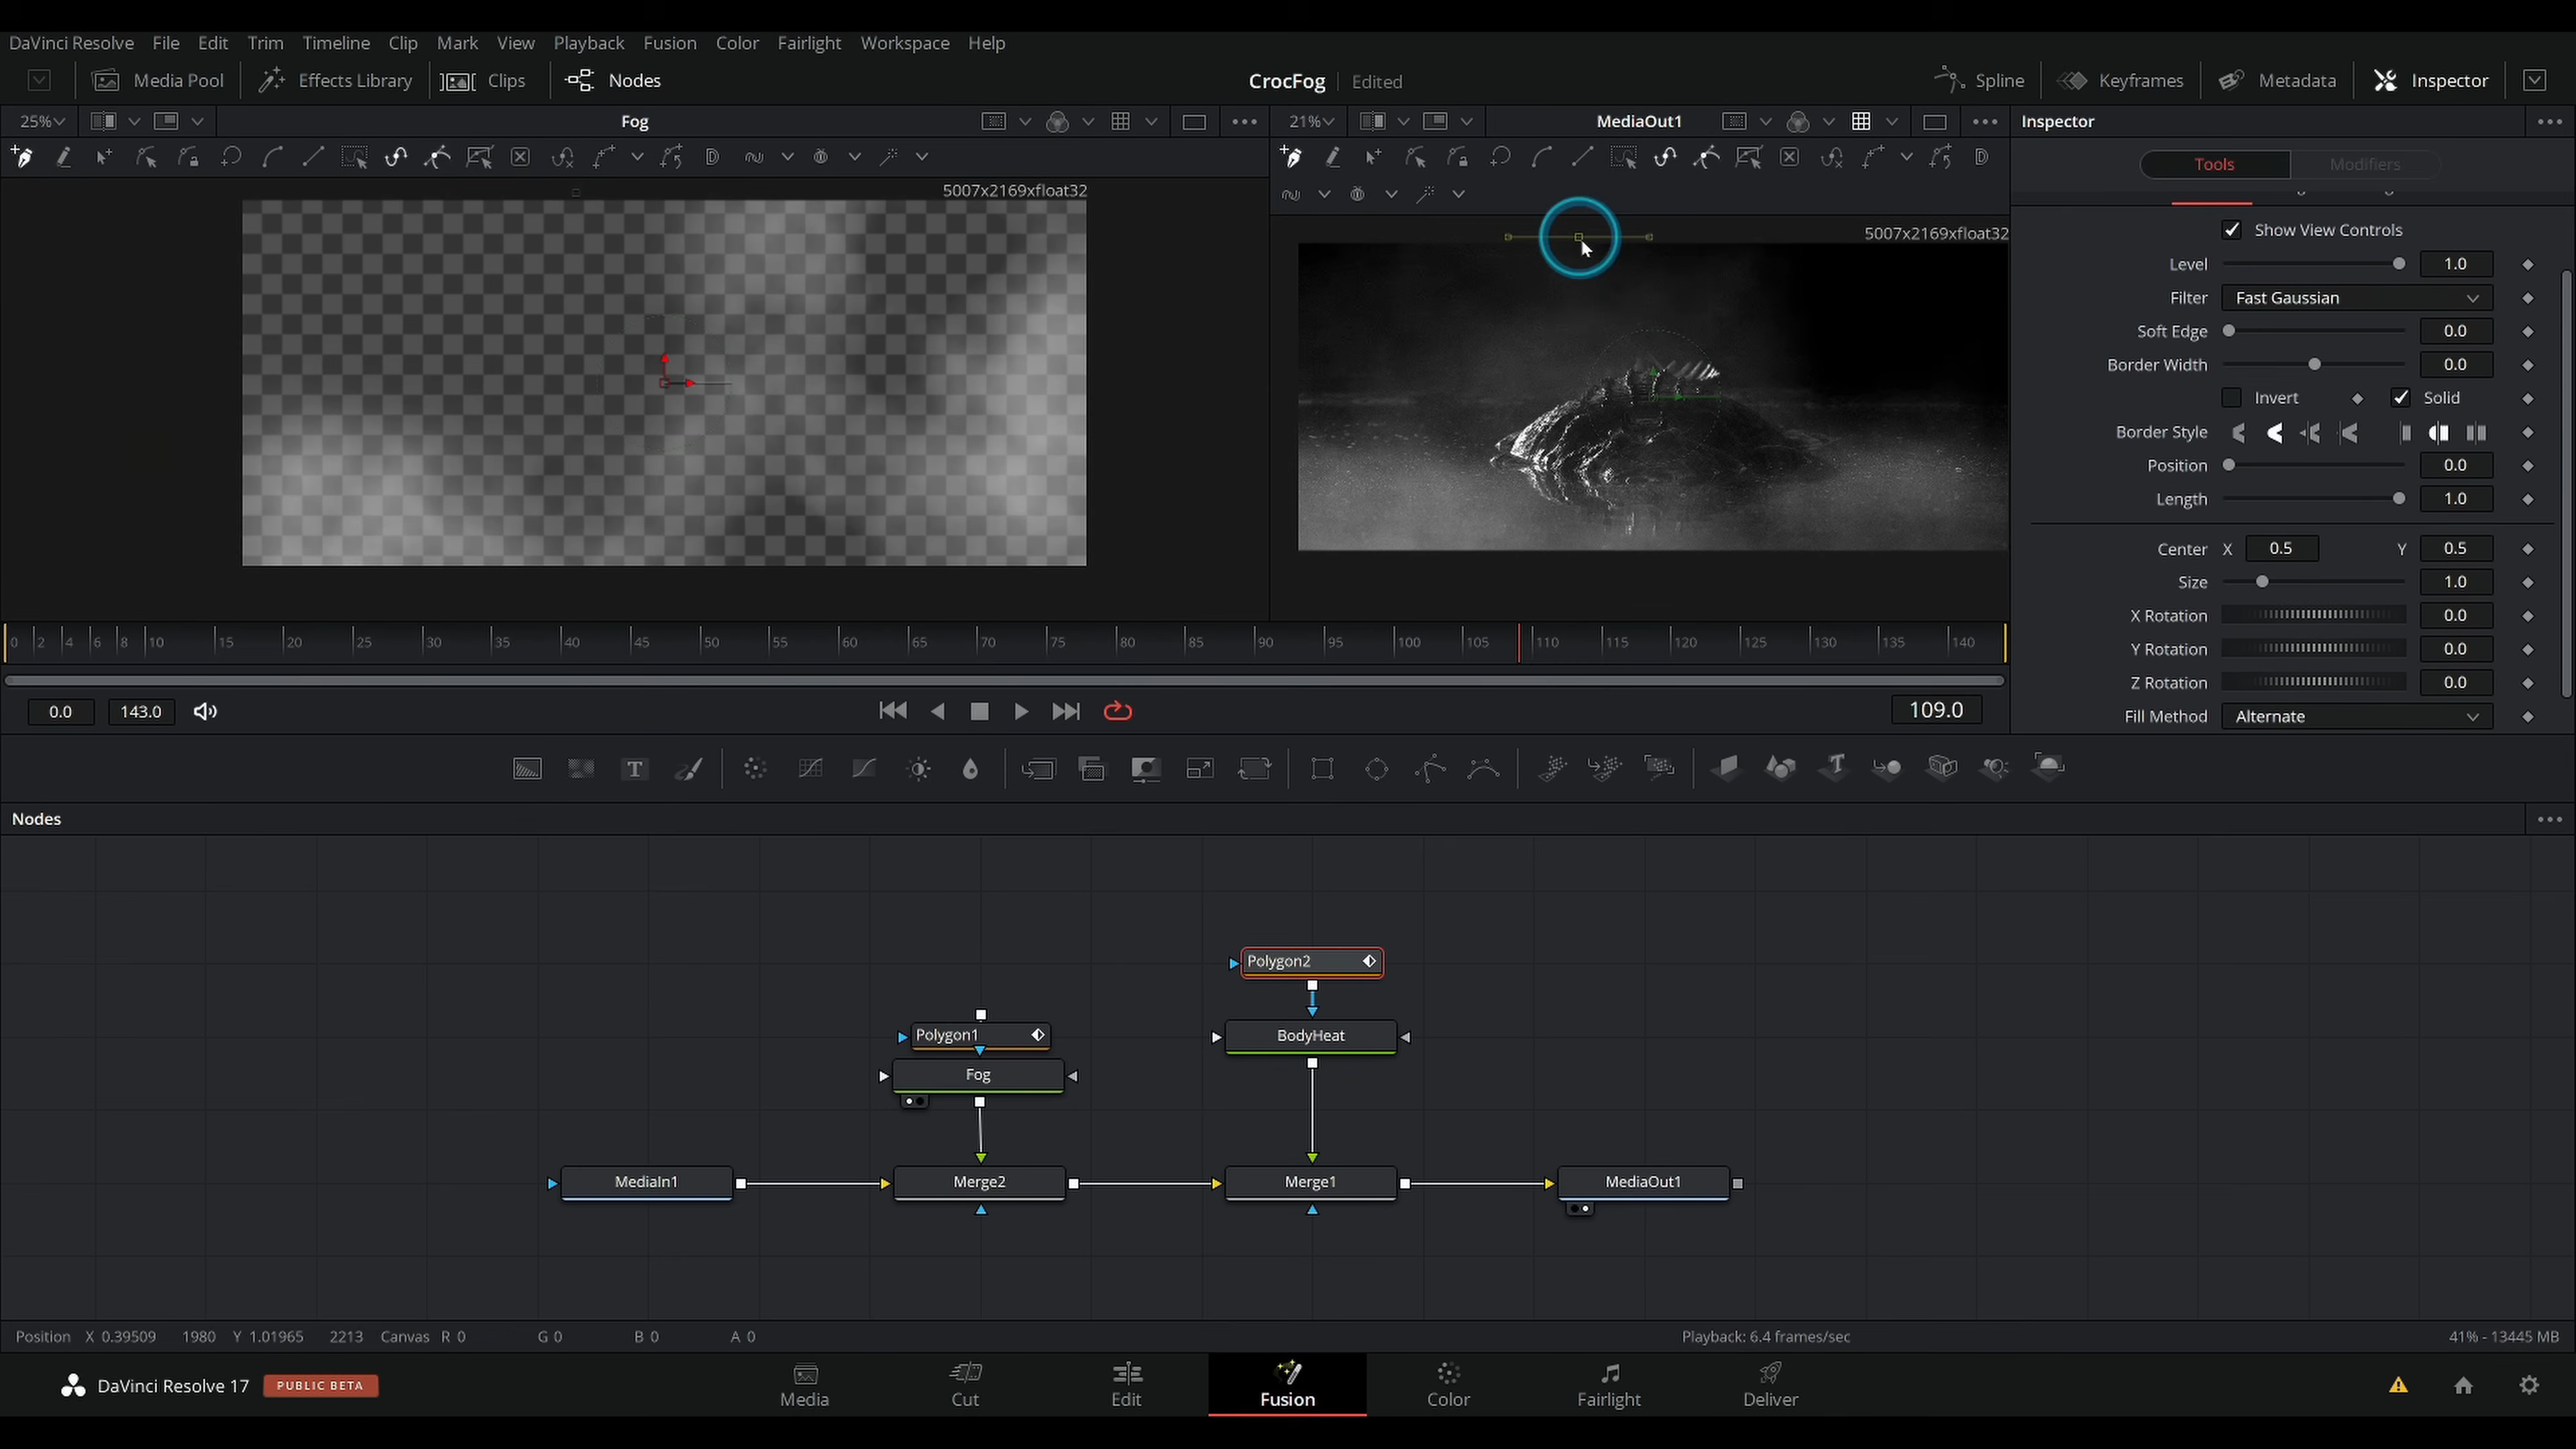 DaVinci Resolve File Edit Trim Timeline Clip Mark View Playback Fusion Color Fairlight Workspace Help
Media Pool Effects Library Clips Nodes CrocFog Edited Spline Keyframes Metadata Inspector
25% Fog 21% MediaOut1 Inspector
Tools Modifiers
5007x2169xfloat32
5007x2169xfloat32
Show View Controls
Level 1.0
Filter Fast Gaussian
Soft Edge 0.0
Border Width 0.0
Invert Solid
Border Style
Position 0.0
Length 1.0
Center X 0.5 Y 0.5
Size 1.0
X Rotation 0.0
Y Rotation 0.0
Z Rotation 0.0
Fill Method Alternate
0 2 4 6 8 10 15 20 25 30 35 40 45 50 55 60 65 70 75 80 85 90 95 100 105 110 115 120 125 130 135 140
0.0 143.0 109.0
T T
Nodes
Polygon2
Polygon1
BodyHeat
Fog
MediaIn1 Merge2 Merge1 MediaOut1
Position X 0.39509 1980 Y 1.01965 2213 Canvas R 0 G 0 B 0 A 0 Playback: 6.4 frames/sec 41% - 13445 MB
DaVinci Resolve 17 PUBLIC BETA Media Cut Edit Fusion Color Fairlight Deliver